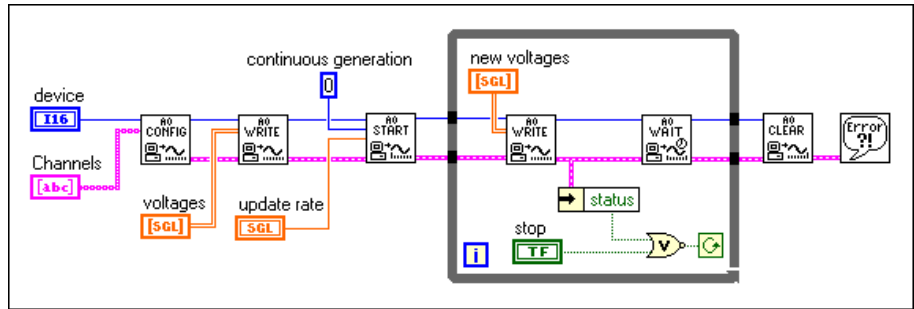 continuous generation
new voltages
device
0
[SGL]
I16
AO CONFIG
AO WRITE
AO START
AO WRITE
AO WAIT
AO CLEAR
Error ?!
Channels
[abc]
voltages
update rate
status
[SGL]
SGL
stop
TF
V
i